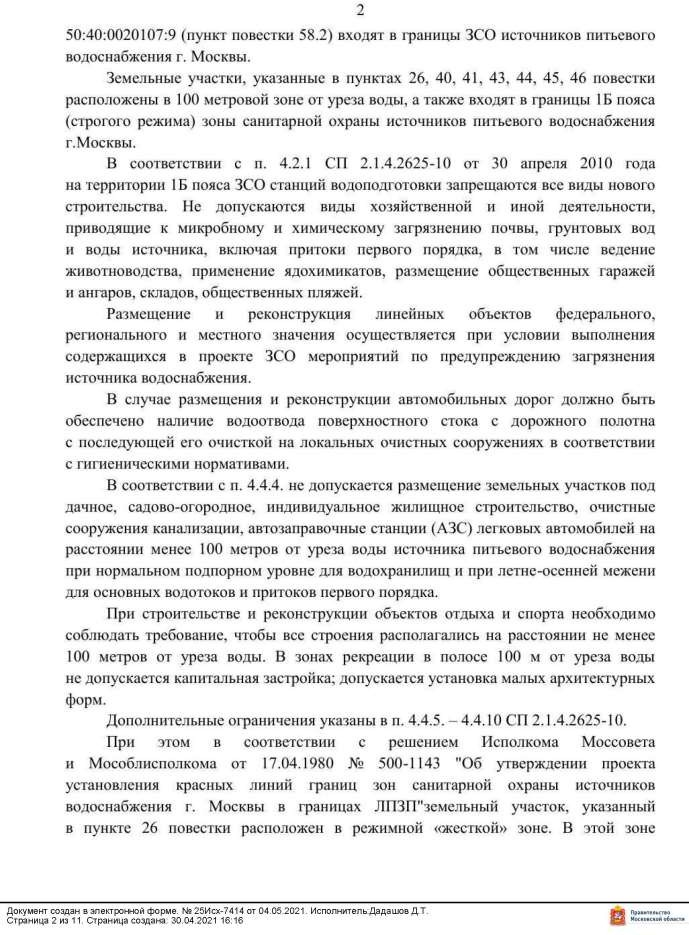 2
50:40:0020107:9 (пункт повестки 58.2) входят в границы ЗСО источников питьевого
водоснабжения г. Москвы.
Земельные участки, указанные в пунктах 26, 40, 41, 43, 44, 45, 46 повестки
расположены в 100 метровой зоне от уреза воды, а также входят в границы 1Б пояса
(строгого режима) зоны санитарной охраны источников питьевого водоснабжения
г.Москвы.
В соответствии с п. 4.2.1 СП 2.1.4.2625-10 от 30 апреля 2010 года
на территории 1Б пояса ЗСО станций водоподготовки запрещаются все виды нового
строительства. Не допускаются виды хозяйственной и иной деятельности,
приводящие к микробному и химическому загрязнению почвы, грунтовых вод
и воды источника, включая притоки первого порядка, в том числе ведение
животноводства, применение ядохимикатов, размещение общественных гаражей
и ангаров, складов, общественных пляжей.
Размещение и реконструкция линейных объектов федерального,
регионального и местного значения осуществляется при условии выполнения
содержащихся в проекте ЗСО мероприятий по предупреждению загрязнения
источника водоснабжения.
В случае размещения и реконструкции автомобильных дорог должно быть
обеспечено наличие водоотвода поверхностного стока с дорожного полотна
с последующей его очисткой на локальных очистных сооружениях в соответствии
с гигиеническими нормативами.
В соответствии с п. 4.4.4. не допускается размещение земельных участков под
дачное, садово-огородное, индивидуальное жилищное строительство, очистные
сооружения канализации, автозаправочные станции (АЗС) легковых автомобилей на
расстоянии менее 100 метров от уреза воды источника питьевого водоснабжения
при нормальном подпорном уровне для водохранилищ и при летне-осенней межени
для основных водотоков и притоков первого порядка.
При строительстве и реконструкции объектов отдыха и спорта необходимо
соблюдать требование, чтобы все строения располагались на расстоянии не менее
100 метров от уреза воды. В зонах рекреации в полосе 100 м от уреза воды
не допускается капитальная застройка; допускается установка малых архитектурных
форм.
Дополнительные ограничения указаны в п. 4.4.5. – 4.4.10 СП 2.1.4.2625-10.
При этом в соответствии с решением Исполкома Моссовета
и Мособлисполкома от 17.04.1980 № 500-1143 "Об утверждении проекта
установления красных линий границ зон санитарной охраны источников
водоснабжения г. Москвы в границах ЛПЗП"земельный участок, указанный
в пункте 26 повестки расположен в режимной «жесткой» зоне. В этой зоне
Документ создан в электронной форме. № 25Исх-7414 от 04.05.2021. Исполнитель:Дадашов Д.Т.
Страница 2 из 11. Страница создана: 30.04.2021 16:16
Правительство
Московской области